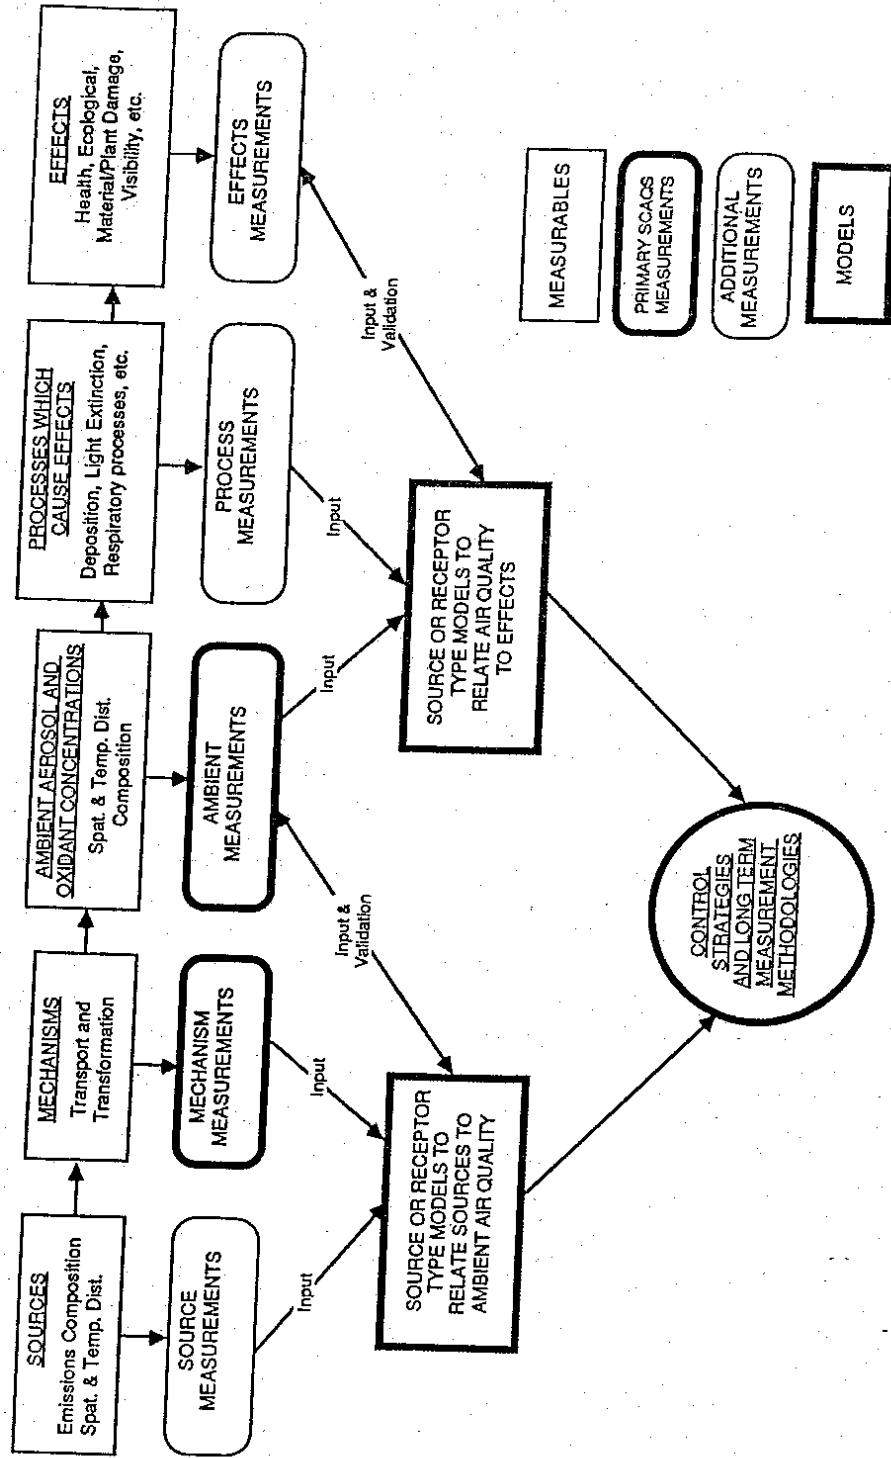 SOURCES
Emissions Composition
Spat. & Temp. Dist.
MECHANISMS
Transport and
Transformation
AMBIENT AEROSOL AND
OXIDANT CONCENTRATIONS
Spat. & Temp. Dist.
Composition
PROCESSES WHICH
CAUSE EFFECTS
Deposition, Light Extinction,
Respiratory processes, etc.
EFFECTS
Health, Ecological,
Material/Plant Damage,
Visibility, etc.
SOURCE
MEASUREMENTS
MECHANISM
MEASUREMENTS
AMBIENT
MEASUREMENTS
PROCESS
MEASUREMENTS
EFFECTS
MEASUREMENTS
Input
Input
Input &
Validation
Input
Input
Input &
Validation
SOURCE OR RECEPTOR
TYPE MODELS TO
RELATE SOURCES TO
AMBIENT AIR QUALITY
SOURCE OR RECEPTOR
TYPE MODELS TO
RELATE AIR QUALITY
TO EFFECTS
CONTROL
STRATEGIES
AND LONG TERM
MEASUREMENT
METHODOLOGIES
MEASURABLES
PRIMARY SCAQS
MEASUREMENTS
ADDITIONAL
MEASUREMENTS
MODELS